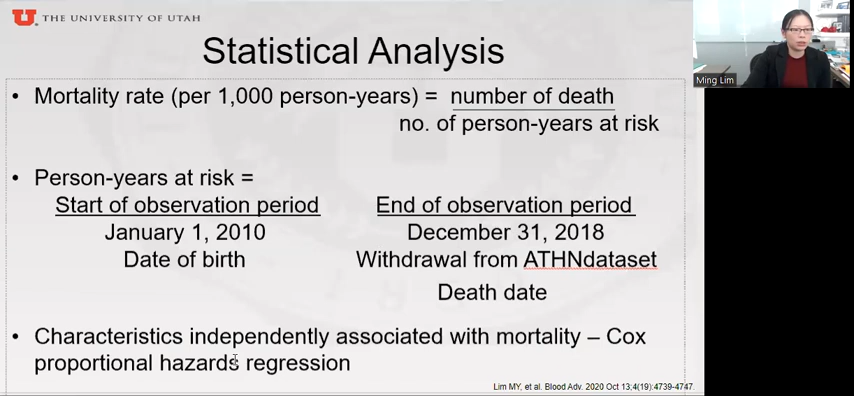 U THE UNIVERSITY OF UTAH
Statistical Analysis
• Mortality rate (per 1,000 person-years) = number of death
no. of person-years at risk
• Person-years at risk =
Start of observation period
January 1, 2010
Date of birth
End of observation period
December 31, 2018
Withdrawal from ATHNdataset
Death date
• Characteristics independently associated with mortality – Cox
proportional hazards regression
Lim MY, et al. Blood Adv. 2020 Oct 13;4(19):4739-4747.
Ming Lim